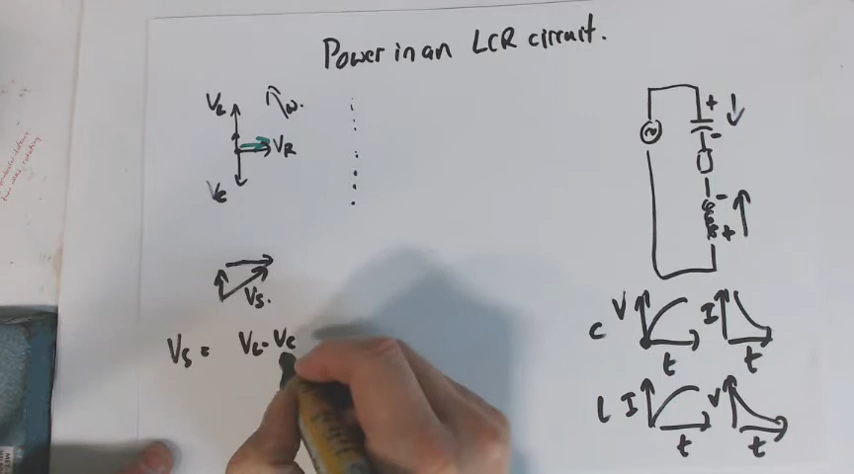 Power in an LCR circuit.
VL ω.
VR
VC
VS.
VS = VL - VC
+
-
-
+
C V I
t t
L I V
t t